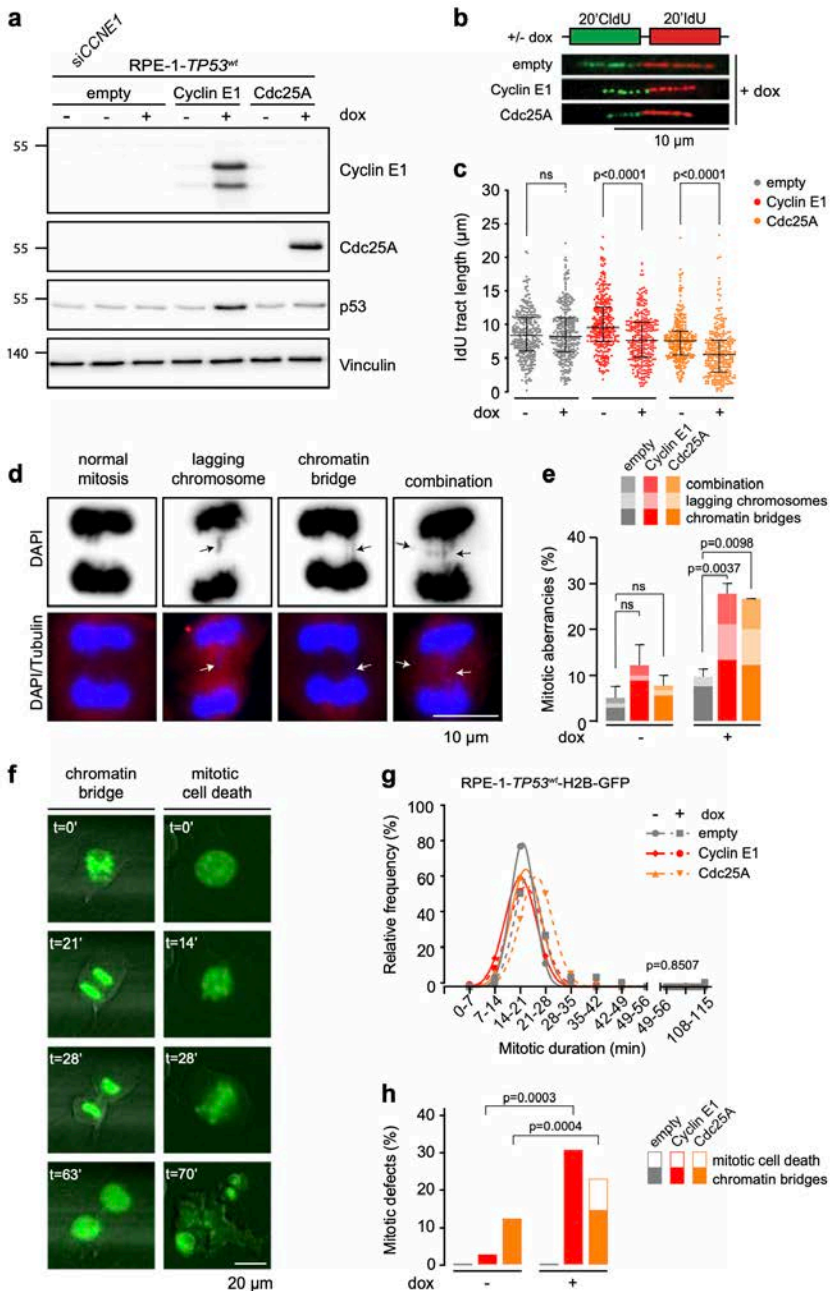 a
siCCNE1
RPE-1-TP53wt
empty Cyclin E1 Cdc25A
- - + - + - + dox
55
Cyclin E1
55
Cdc25A
55
p53
140
Vinculin
b
20'CldU 20'IdU
+/- dox
empty
Cyclin E1
Cdc25A
+ dox
10 µm
c
ns p<0.0001 p<0.0001
empty
Cyclin E1
Cdc25A
IdU tract length (µm)
30
25
20
15
10
5
0
dox - + - + - +
d
normal mitosis
lagging chromosome
chromatin bridge
combination
DAPI
DAPI/Tubulin
10 µm
e
empty
Cyclin E1
Cdc25A
combination
lagging chromosomes
chromatin bridges
p=0.0098
p=0.0037
ns
ns
Mitotic aberrancies (%)
40
30
20
10
0
dox - +
f
chromatin bridge
mitotic cell death
t=0' t=0'
t=21' t=14'
t=28' t=28'
t=63' t=70'
20 µm
g
RPE-1-TP53wt-H2B-GFP
- + dox
empty
Cyclin E1
Cdc25A
Relative frequency (%)
100
80
60
40
20
0
p=0.8507
0-7
7-14
14-21
21-28
28-35
35-42
42-49
49-56
49-56
108-115
Mitotic duration (min)
h
p=0.0003
p=0.0004
empty
Cyclin E1
Cdc25A
mitotic cell death
chromatin bridges
Mitotic defects (%)
40
30
20
10
0
dox - +